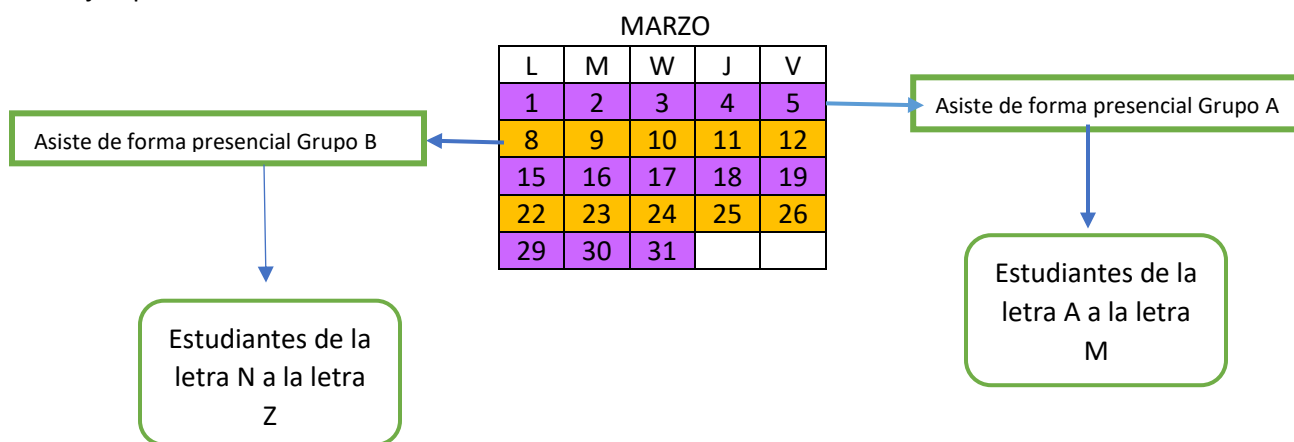 MARZO
L M W J V
1 2 3 4 5
8 9 10 11 12
15 16 17 18 19
22 23 24 25 26
29 30 31
Asiste de forma presencial Grupo A
Asiste de forma presencial Grupo B
Estudiantes de la
letra A a la letra
M
Estudiantes de la
letra N a la letra
Z